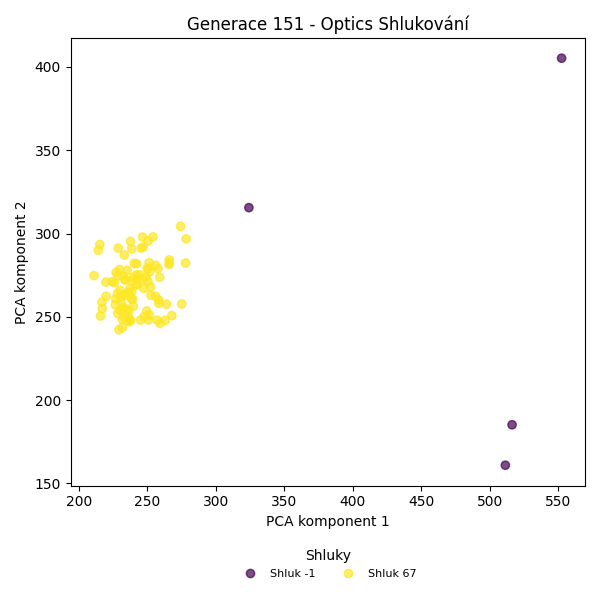 Generace 151 - Optics Shlukování
400
350
300
250
200
150
PCA komponent 2
200 250 300 350 400 450 500 550
PCA komponent 1
Shluky
Shluk -1 Shluk 67